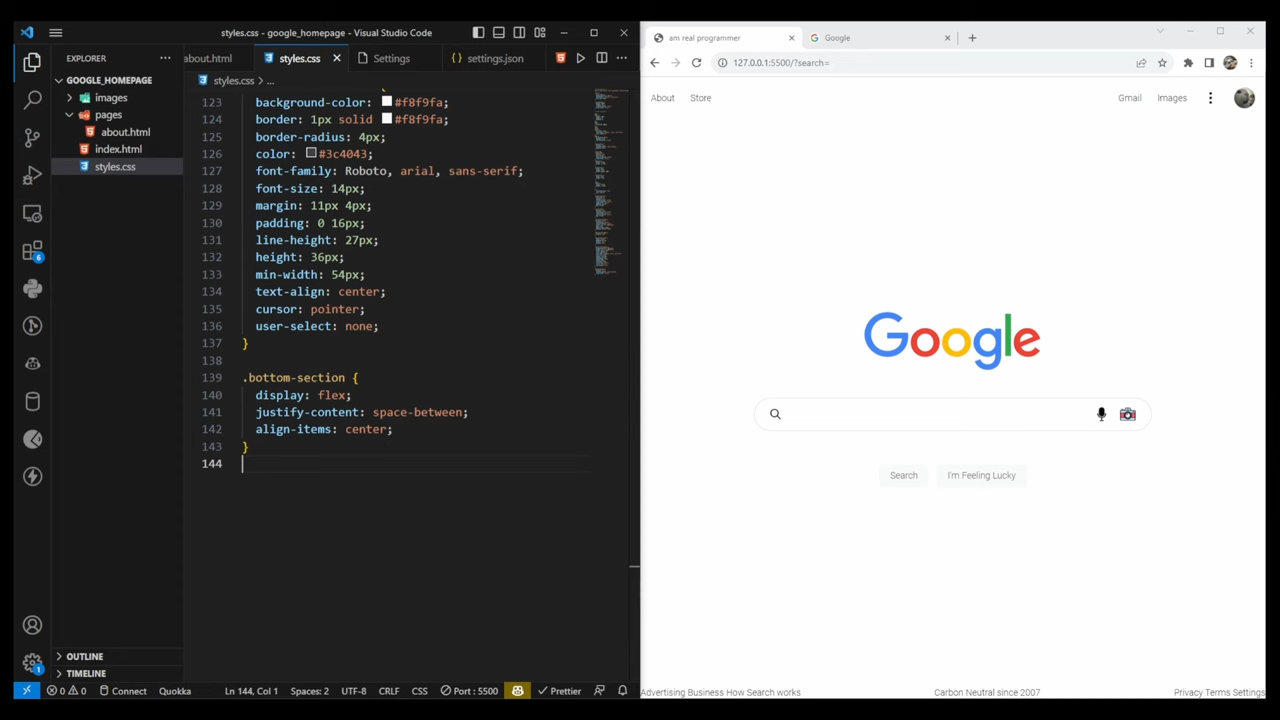 styles.css - google_homepage - Visual Studio Code
EXPLORER
GOOGLE_HOMEPAGE
images
pages
about.html
index.html
styles.css
OUTLINE
TIMELINE
about.html
styles.css
Settings
settings.json
styles.css > ...
123 background-color: #f8f9fa;
124 border: 1px solid #f8f9fa;
125 border-radius: 4px;
126 color: #3c4043;
127 font-family: Roboto, arial, sans-serif;
128 font-size: 14px;
129 margin: 11px 4px;
130 padding: 0 16px;
131 line-height: 27px;
132 height: 36px;
133 min-width: 54px;
134 text-align: center;
135 cursor: pointer;
136 user-select: none;
137 }
138
139 .bottom-section {
140 display: flex;
141 justify-content: space-between;
142 align-items: center;
143 }
144
6
1
0 0 Connect Quokka Ln 144, Col 1 Spaces: 2 UTF-8 CRLF CSS Port : 5500 Prettier
am real programmer
Google
127.0.0.1:5500/?search=
About Store Gmail Images
Google
Search I'm Feeling Lucky
Advertising Business How Search works Carbon Neutral since 2007 Privacy Terms Settings